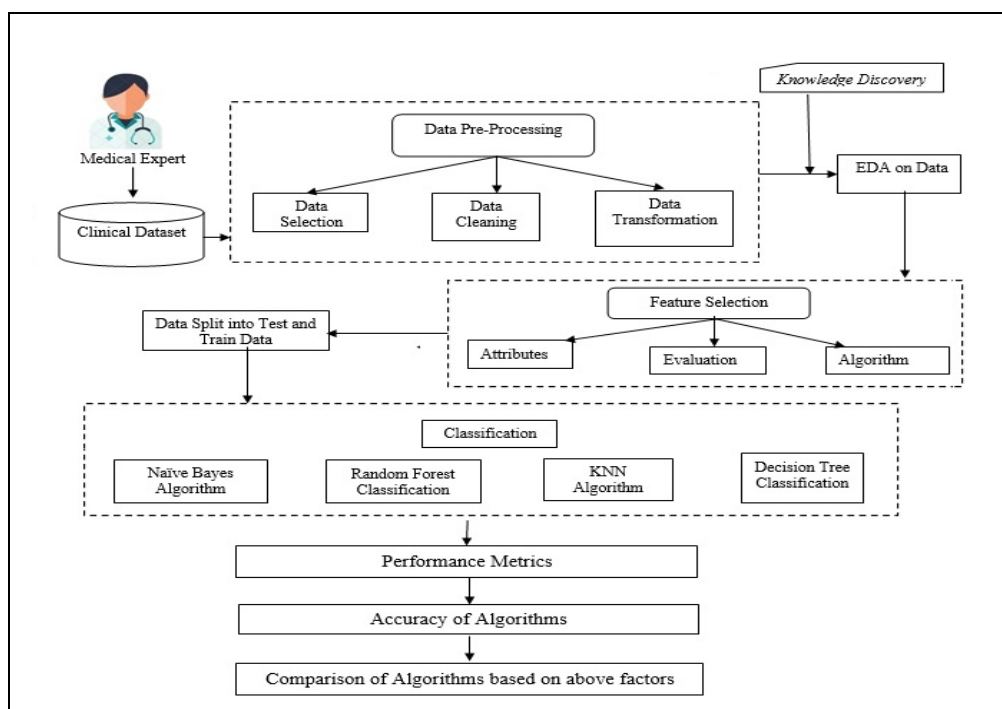 Knowledge Discovery
Medical Expert
Clinical Dataset
Data Pre-Processing
Data
Selection
Data
Cleaning
Data
Transformation
EDA on Data
Feature Selection
Attributes
Evaluation
Algorithm
Data Split into Test and
Train Data
Classification
Naïve Bayes
Algorithm
Random Forest
Classification
KNN
Algorithm
Decision Tree
Classification
Performance Metrics
Accuracy of Algorithms
Comparison of Algorithms based on above factors